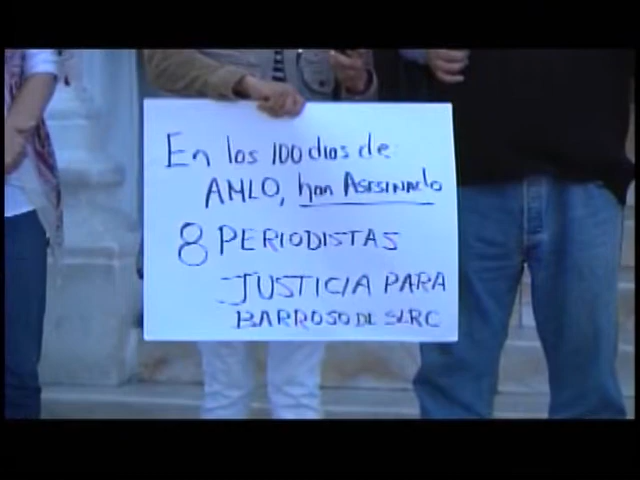 En los 100 dias de
AMLO, han ASESINAdo
8 PERIODISTAS
JUSTICIA PARA
BARROSO DE SLRC